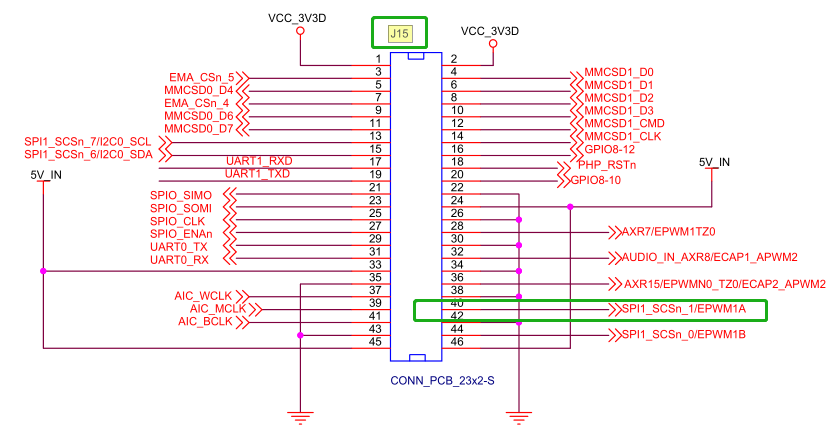 VCC_3V3D
J15
VCC_3V3D
1 2
EMA_CSn_5 3 4 MMCSD1_D0
MMCSD0_D4 5 6 MMCSD1_D1
EMA_CSn_4 7 8 MMCSD1_D2
MMCSD0_D6 9 10 MMCSD1_D3
MMCSD0_D7 11 12 MMCSD1_CMD
SPI1_SCSn_7/I2C0_SCL 13 14 MMCSD1_CLK
SPI1_SCSn_6/I2C0_SDA 15 16 GPIO8-12
UART1_RXD 17 18 PHP_RSTn
5V_IN
UART1_TXD 19 20 GPIO8-10
5V_IN
SPIO_SIMO 21 22
SPIO_SOMI 23 24
SPIO_CLK 25 26
SPIO_ENAn 27 28 AXR7/EPWM1TZ0
UART0_TX 29 30
UART0_RX 31 32 AUDIO_IN_AXR8/ECAP1_APWM2
33 34
35 36 AXR15/EPWMN0_TZ0/ECAP2_APWM2
AIC_WCLK 37 38
AIC_MCLK 39 40 SPI1_SCSn_1/EPWM1A
AIC_BCLK 41 42
43 44 SPI1_SCSn_0/EPWM1B
45 46
CONN_PCB_23x2-S